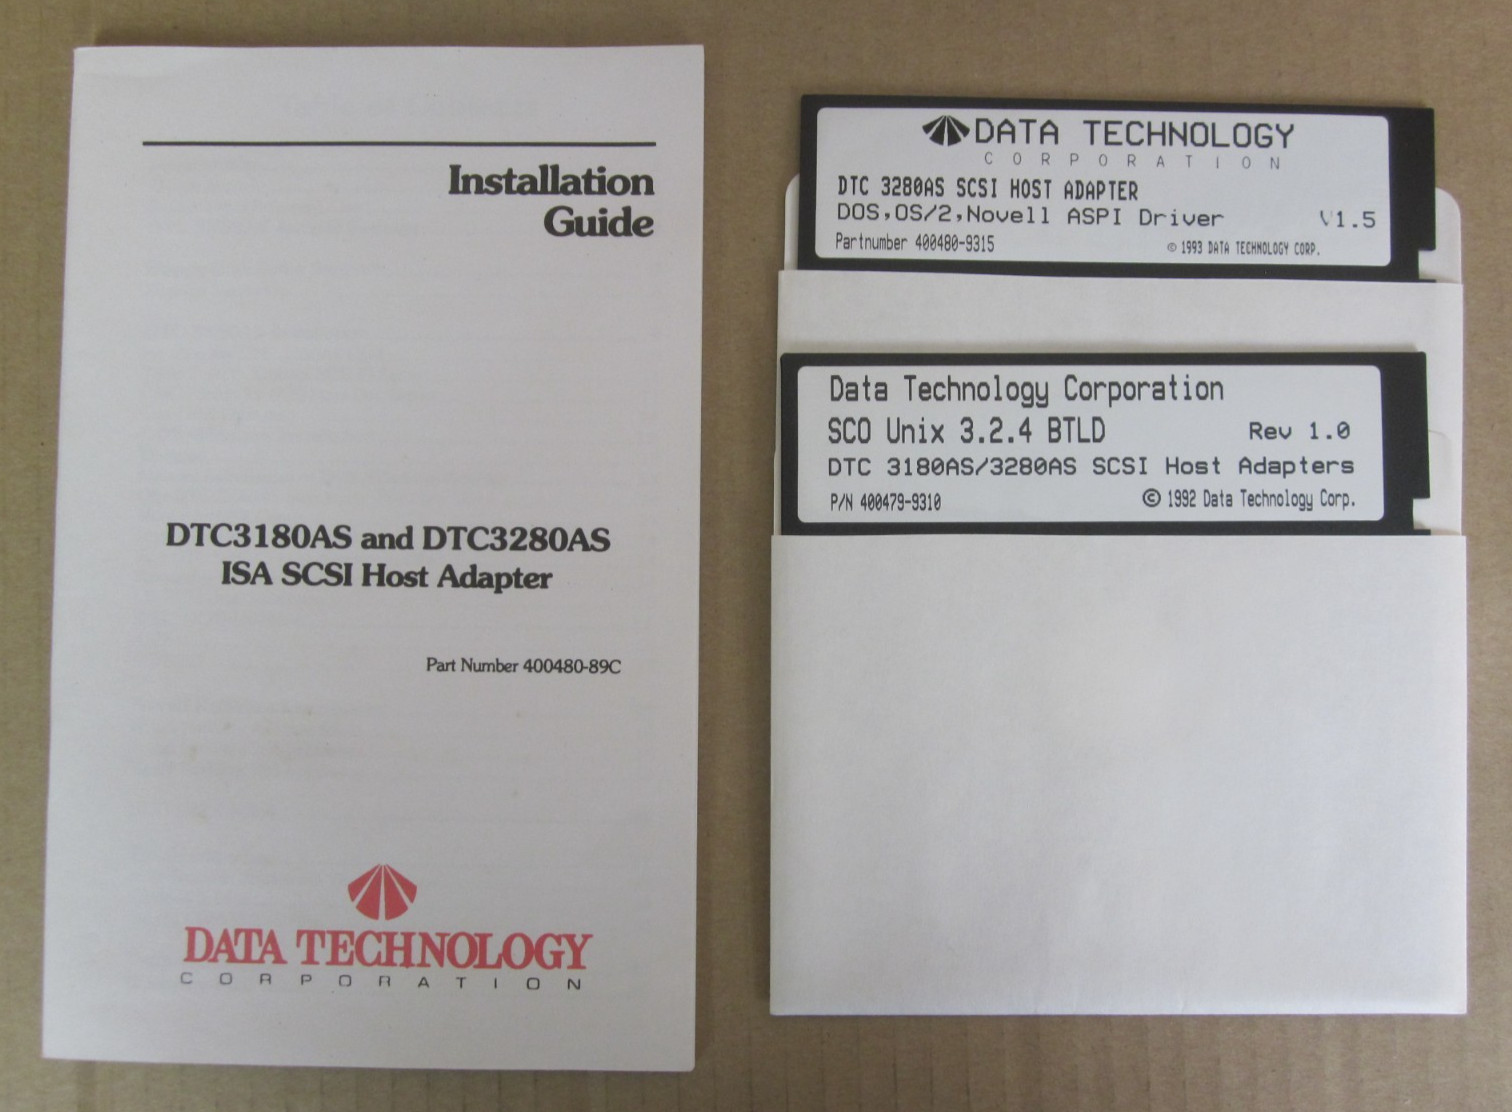 Installation
Guide
DTC3180AS and DTC3280AS
ISA SCSI Host Adapter
Part Number 400480-89C
DATA TECHNOLOGY
CORPORATION
DATA TECHNOLOGY
CORPORATION
DTC 3280AS SCSI HOST ADAPTER
DOS,OS/2,Novell ASPI Driver V1.5
Partnumber 400480-9315 © 1993 DATA TECHNOLOGY CORP.
Data Technology Corporation
SCO Unix 3.2.4 BTLD Rev 1.0
DTC 3180AS/3280AS SCSI Host Adapters
P/N 400479-9310 © 1992 Data Technology Corp.